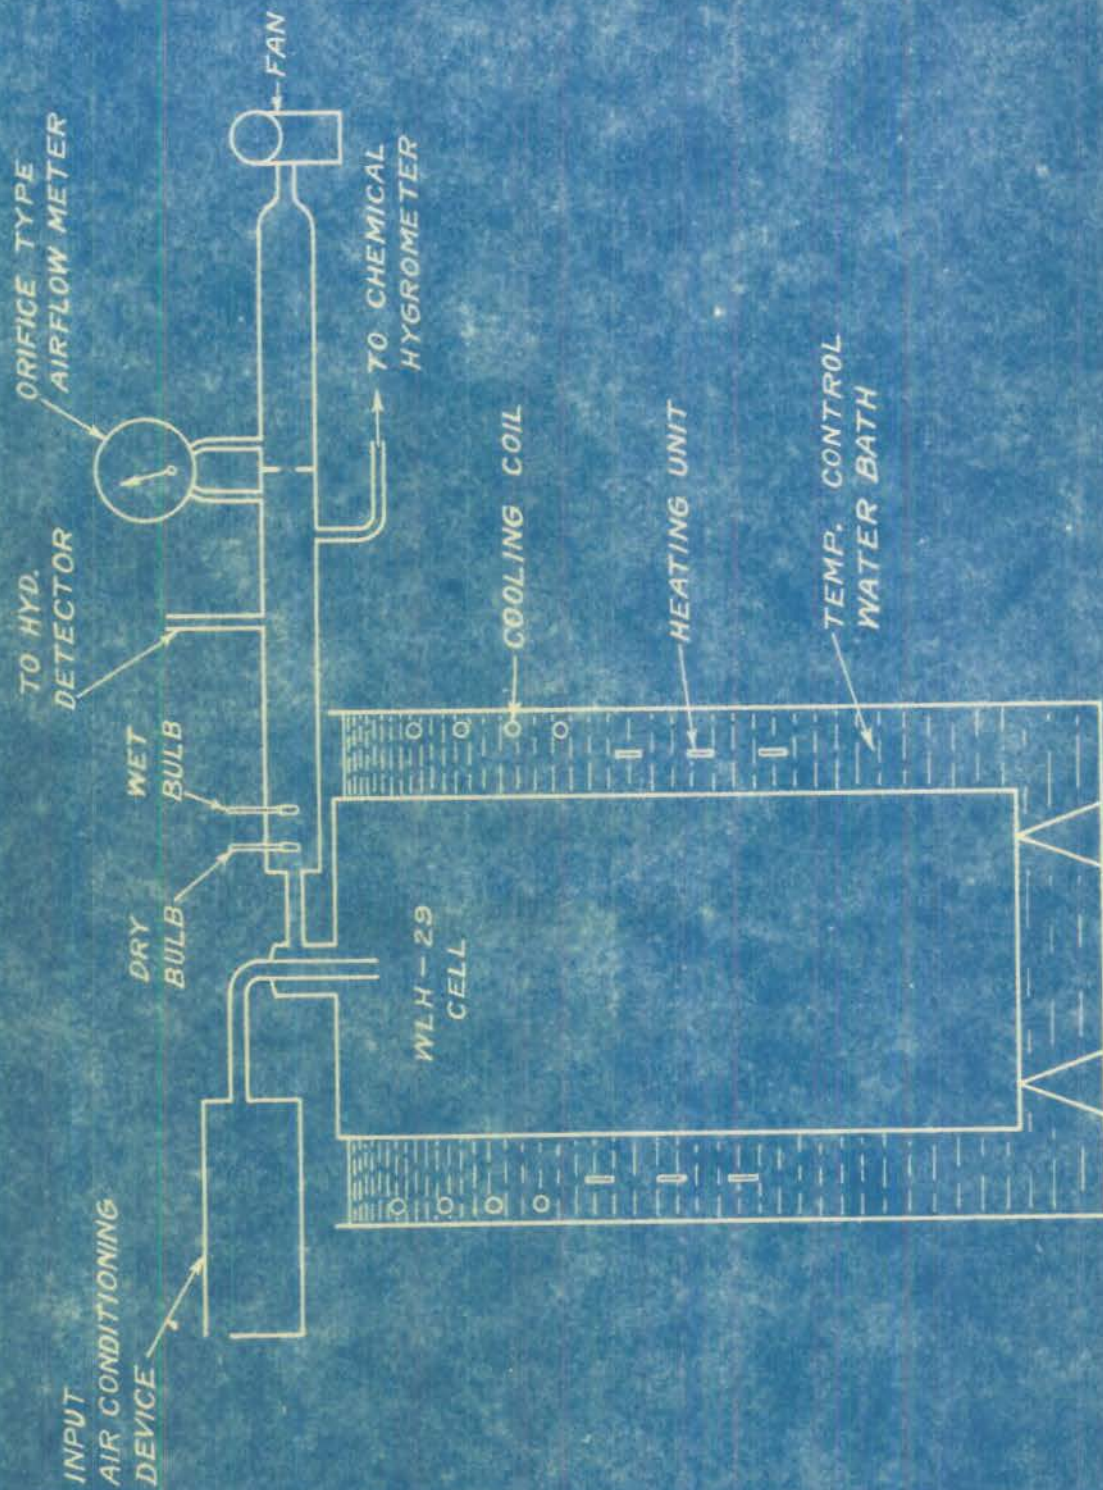 INPUT
AIR CONDITIONING
DEVICE
DRY
BULB
WET
BULB
TO HYD.
DETECTOR
ORIFICE TYPE
AIRFLOW METER
FAN
TO CHEMICAL
HYGROMETER
WLH-29
CELL
COOLING COIL
HEATING UNIT
TEMP. CONTROL
WATER BATH